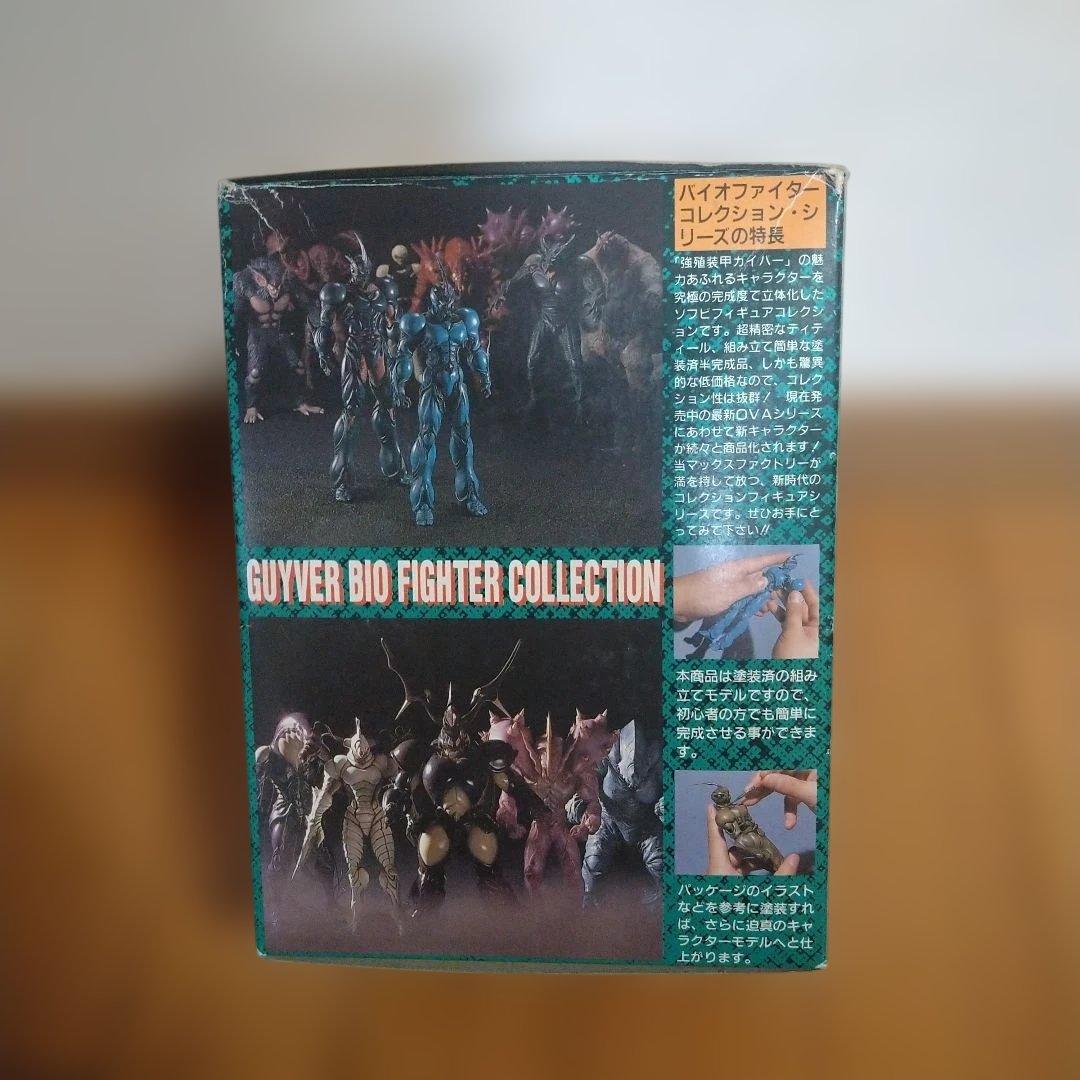 バイオファイター
コレクション・シ
リーズの特長
「強殖装甲ガイバー」の魅
力あふれるキャラクターを
究極の完成度で立体化した
ソフビフィギュアコレクシ
ョンです。超精密なディテ
ィール、組み立て簡単な塗
装済半完成品、しかも驚異
的な低価格なので、コレク
ション性は抜群! 現在発
売中の最新OVAシリーズ
にあわせて新キャラクター
が続々と商品化されます!
当マックスファクトリーが
満を持して放つ、新時代の
コレクションフィギュアシ
リーズです。ぜひお手にと
ってみて下さい!!
GUYVER BIO FIGHTER COLLECTION
本商品は塗装済の組み
立てモデルですので、
初心者の方でも簡単に
完成させる事ができま
す。
パッケージのイラスト
などを参考に塗装すれ
ば、さらに迫真のキャ
ラクターモデルへと仕
上がります。